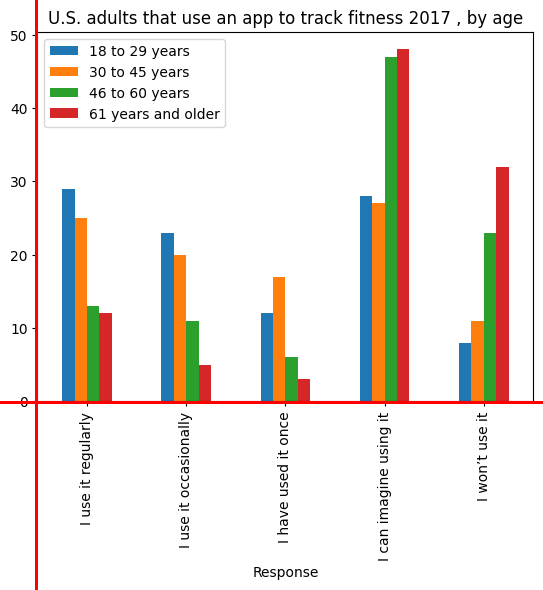 U.S. adults that use an app to track fitness 2017 , by age
50
40
30
20
10
0
18 to 29 years
30 to 45 years
46 to 60 years
61 years and older
I use it regularly
I use it occasionally
I have used it once
I can imagine using it
I won’t use it
Response